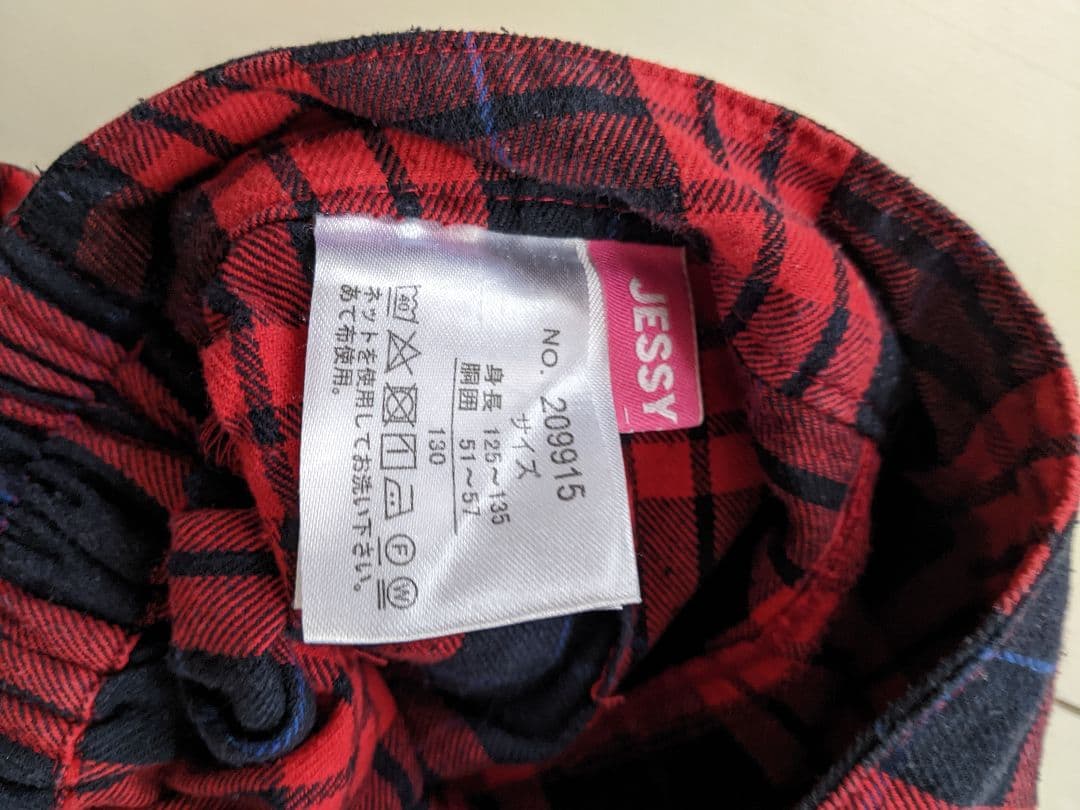 JESSY
NO. 209915
サイズ
身長 125～135
胴囲 51～57
130
40
F W
ネットを使用してお洗い下さい。
あて布使用。